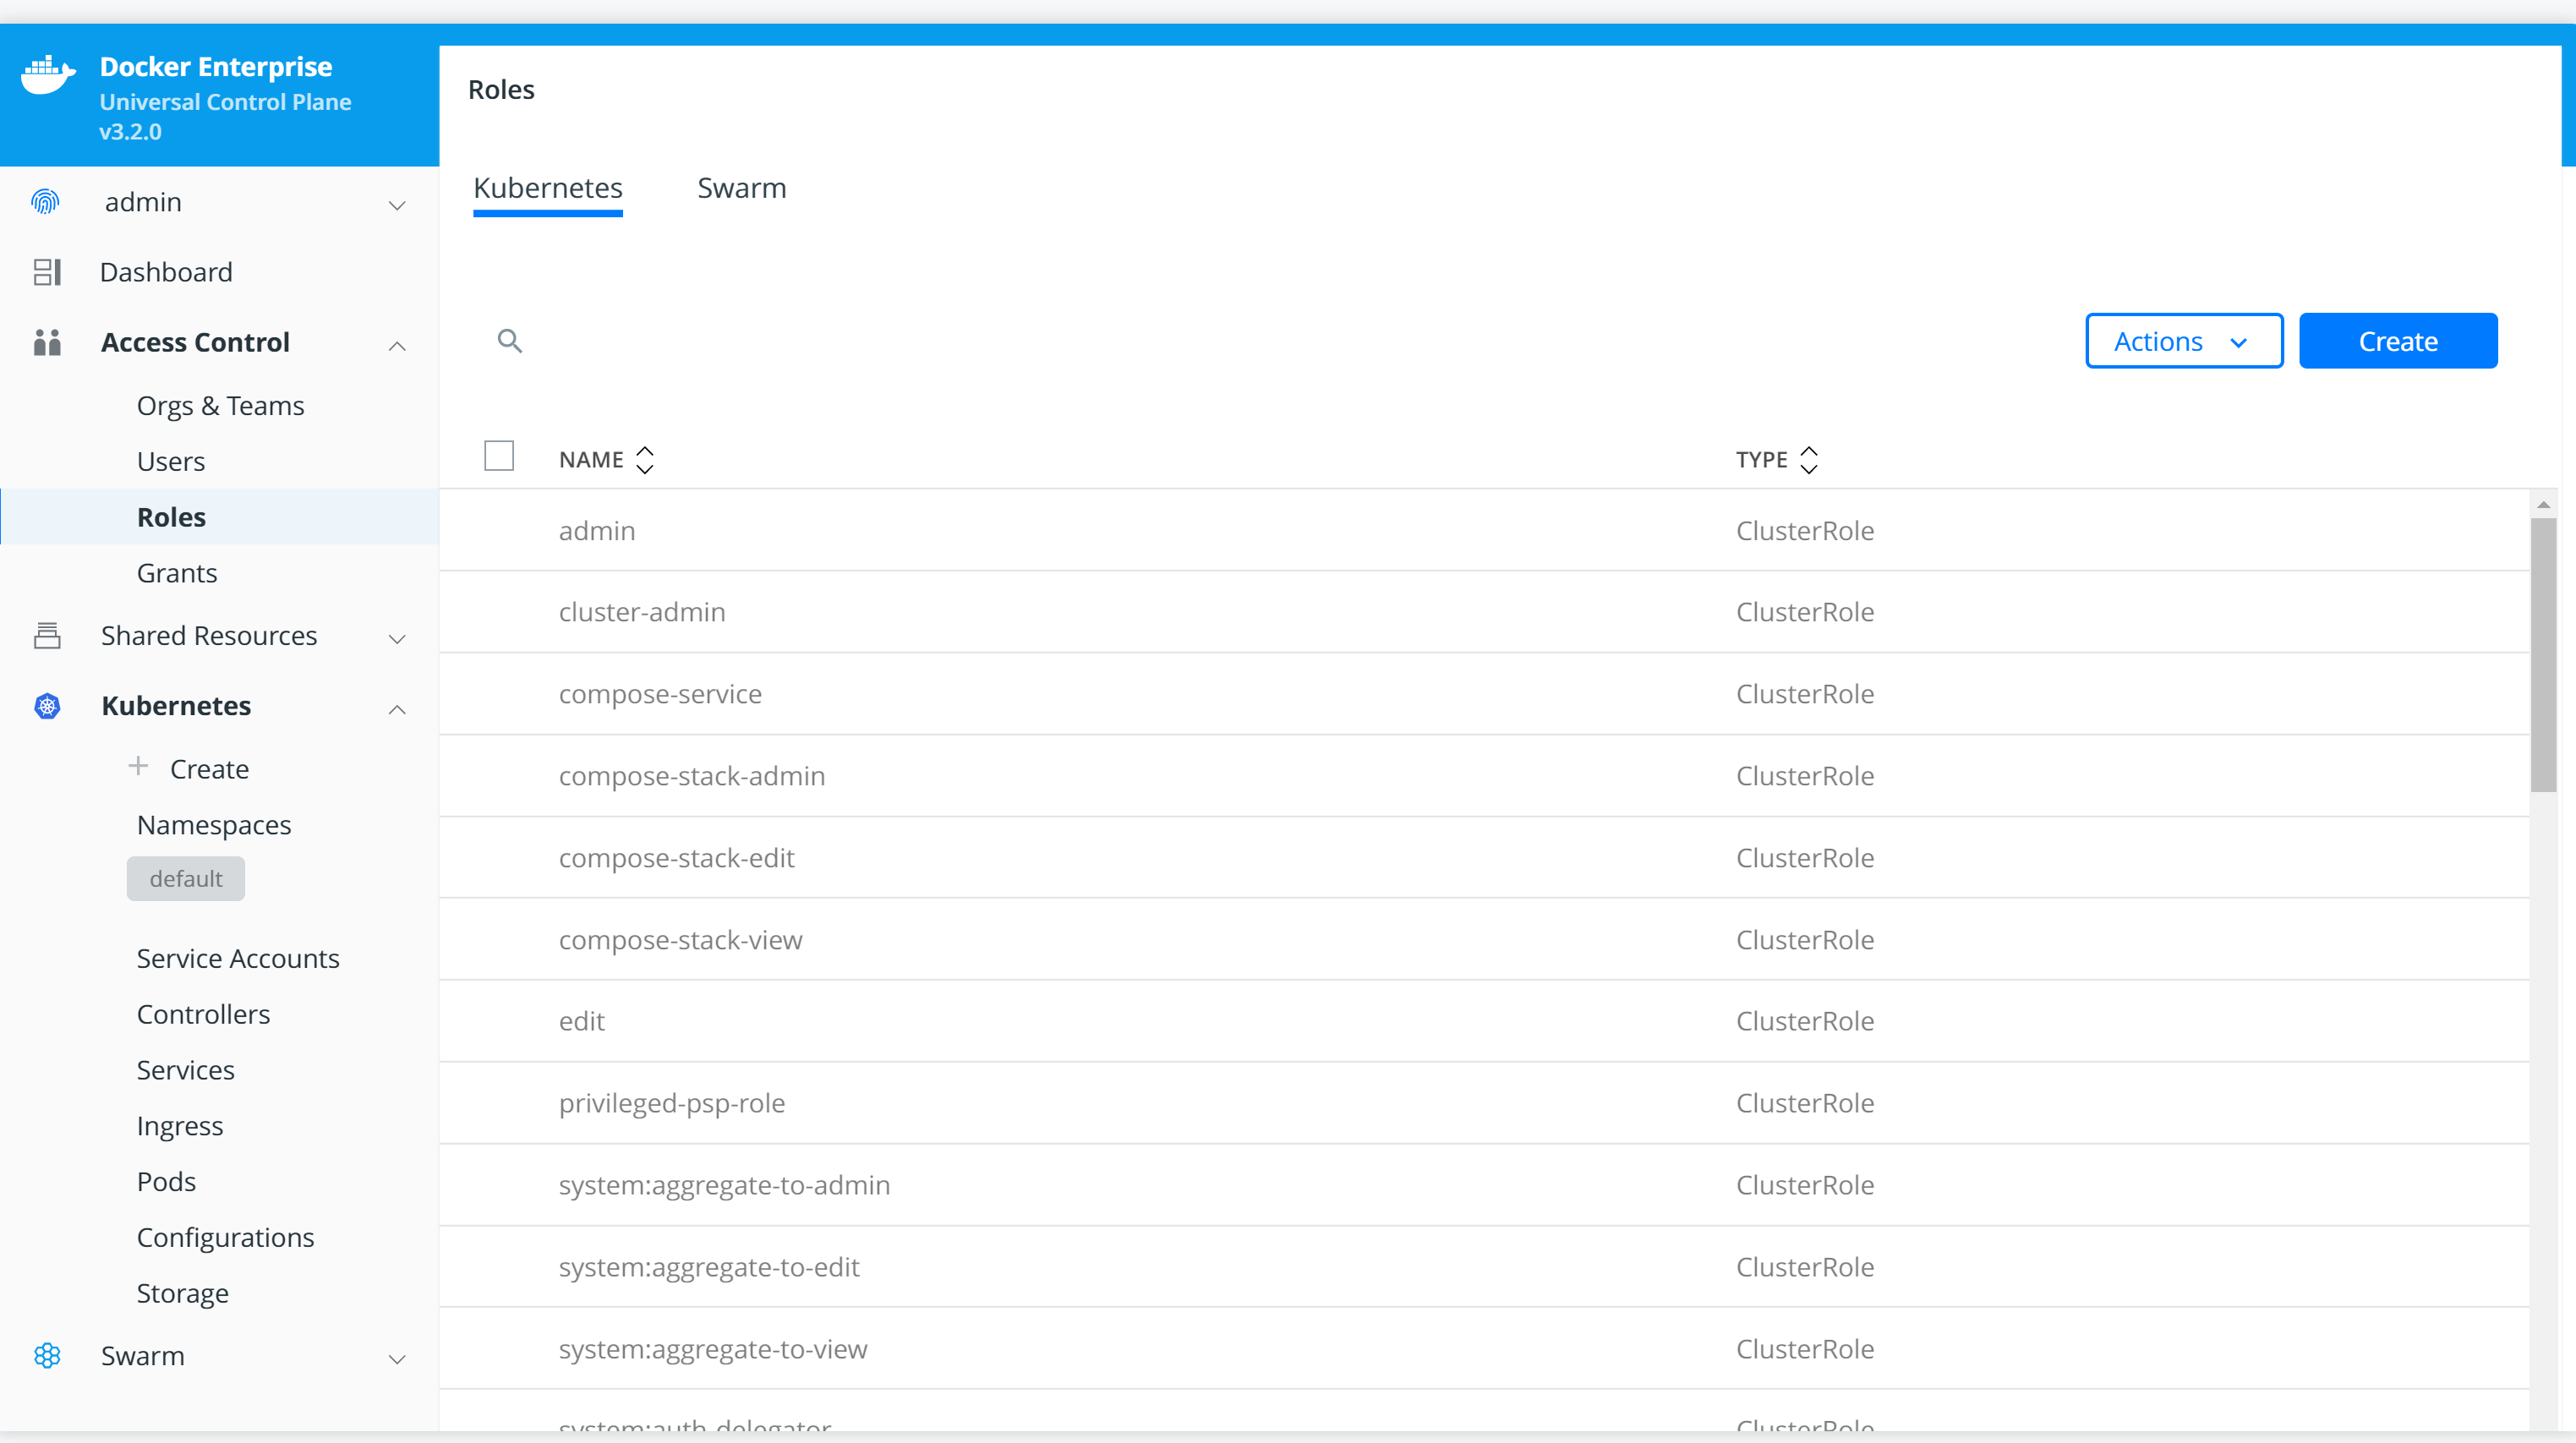 Docker Enterprise
Universal Control Plane
v3.2.0
admin
Dashboard
Access Control
Orgs & Teams
Users
Roles
Grants
Shared Resources
Kubernetes
Create
Namespaces
default
Service Accounts
Controllers
Services
Ingress
Pods
Configurations
Storage
Swarm
Roles
Kubernetes Swarm
Actions Create
NAME TYPE
admin ClusterRole
cluster-admin ClusterRole
compose-service ClusterRole
compose-stack-admin ClusterRole
compose-stack-edit ClusterRole
compose-stack-view ClusterRole
edit ClusterRole
privileged-psp-role ClusterRole
system:aggregate-to-admin ClusterRole
system:aggregate-to-edit ClusterRole
system:aggregate-to-view ClusterRole
system:auth-delegator ClusterRole